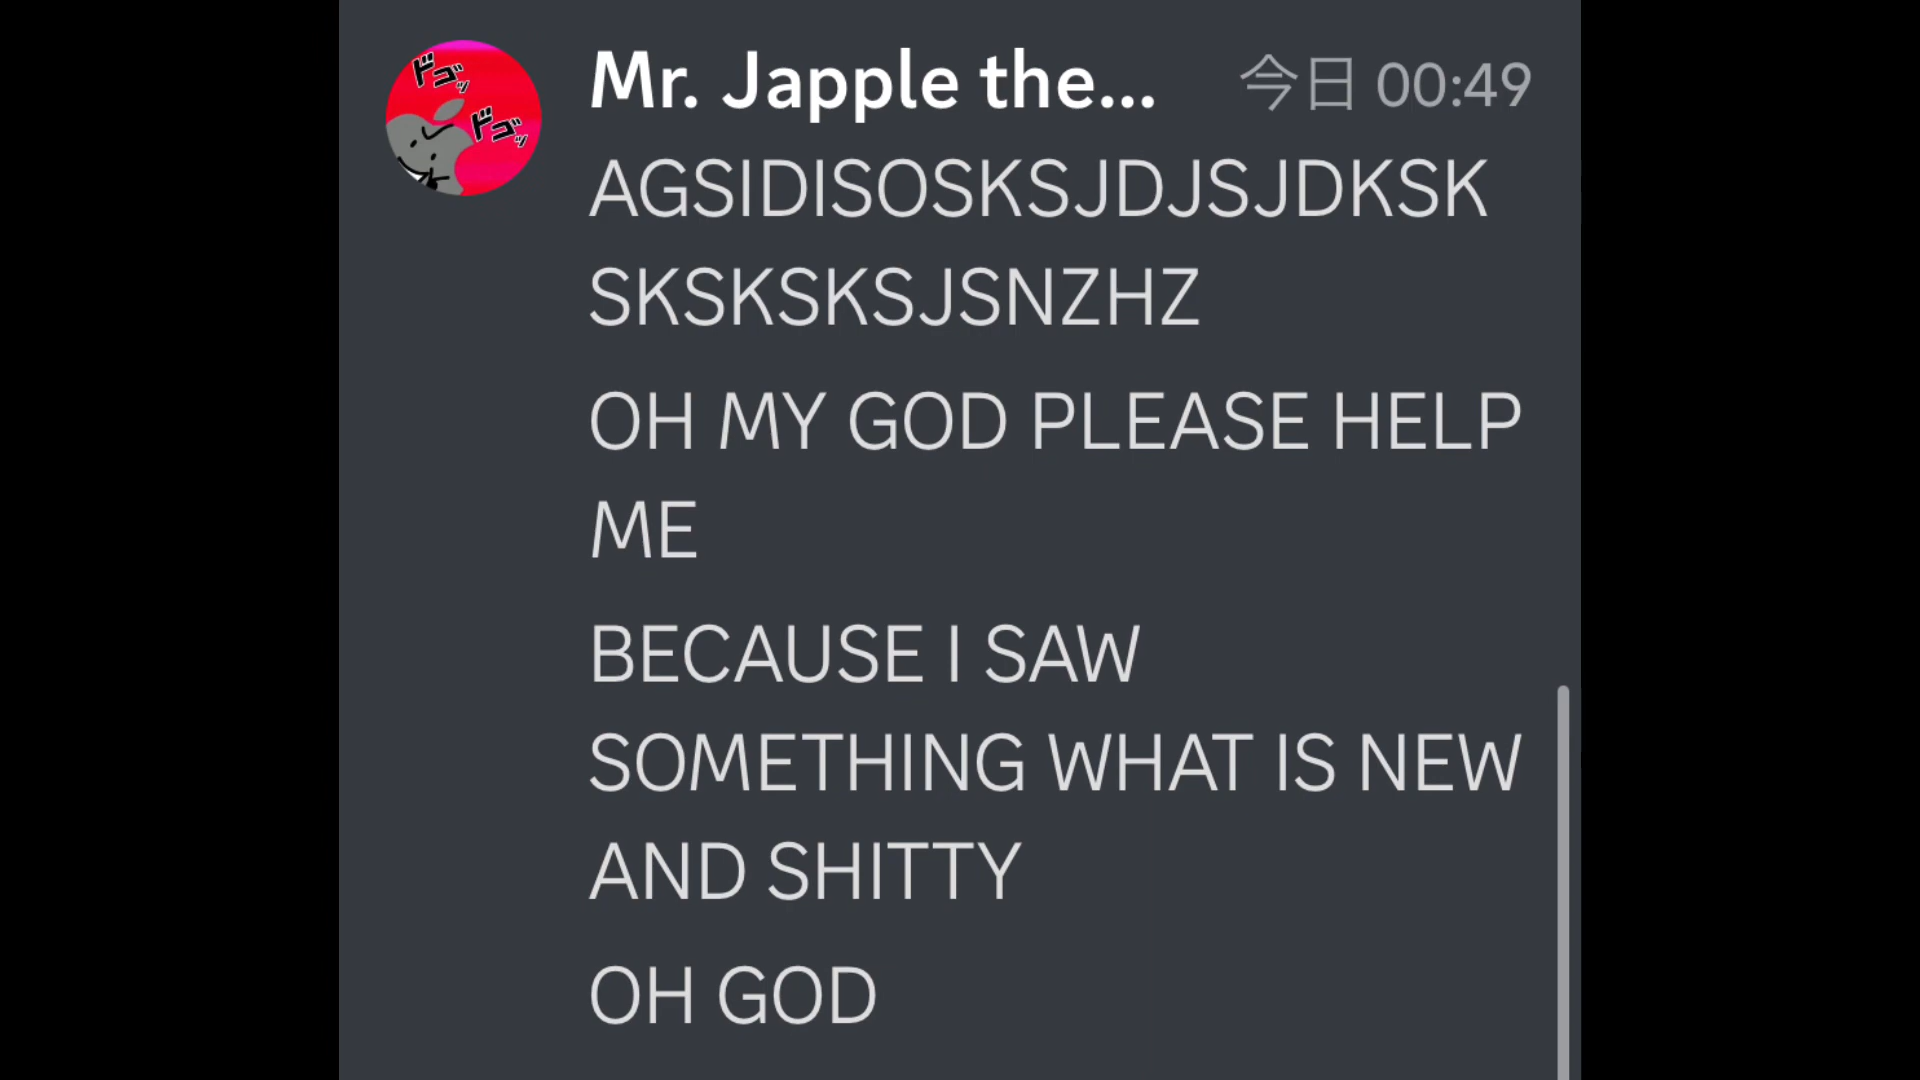 ドゴッ
ドゴッ
Mr. Japple the... 今日 00:49
AGSIDISOSKSJDJSJDKSK
SKSKSKSJSNZHZ
OH MY GOD PLEASE HELP
ME
BECAUSE I SAW
SOMETHING WHAT IS NEW
AND SHITTY
OH GOD